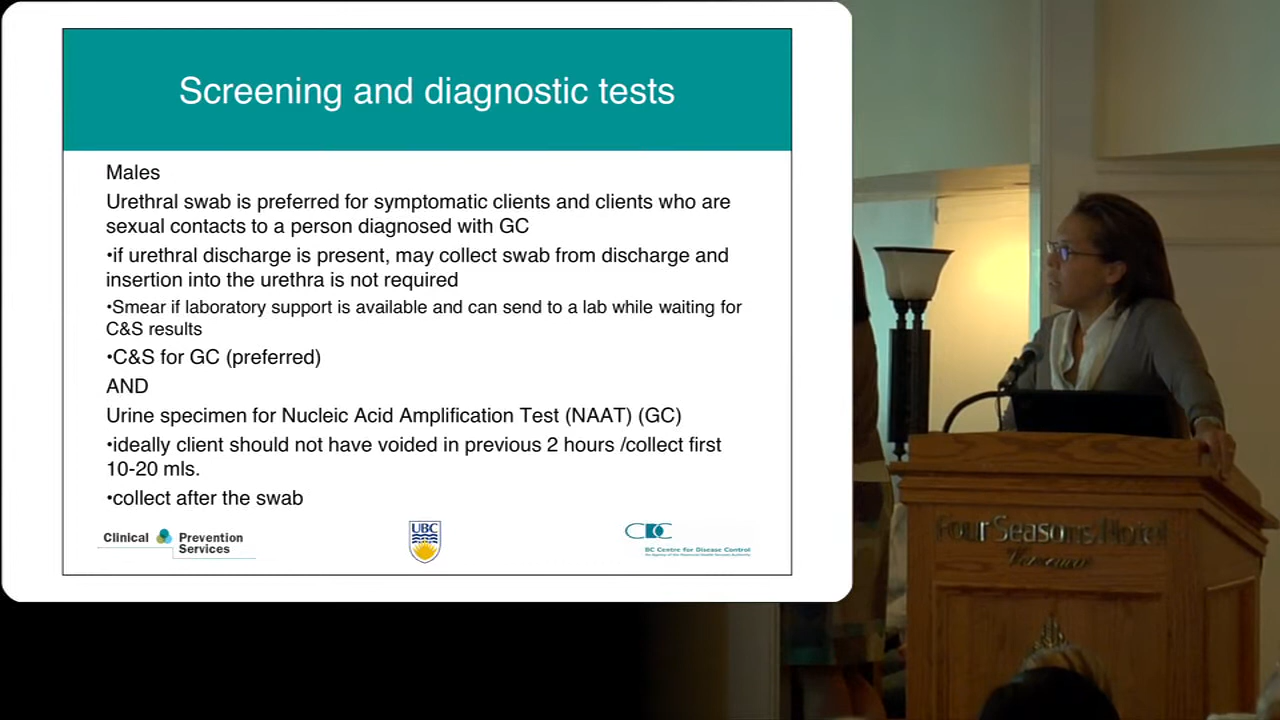 Screening and diagnostic tests
Males
Urethral swab is preferred for symptomatic clients and clients who are
sexual contacts to a person diagnosed with GC
•if urethral discharge is present, may collect swab from discharge and
insertion into the urethra is not required
•Smear if laboratory support is available and can send to a lab while waiting for
C&S results
•C&S for GC (preferred)
AND
Urine specimen for Nucleic Acid Amplification Test (NAAT) (GC)
•ideally client should not have voided in previous 2 hours /collect first
10-20 mls.
•collect after the swab
Clinical Prevention
Services
UBC
CDC
BC Centre for Disease Control
Four Seasons Hotel
Vancouver